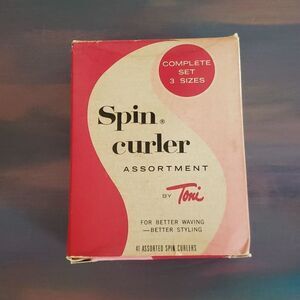 COMPLETE
SET
3 SIZES
Spin®
curler
ASSORTMENT
BY Toni
FOR BETTER WAVING
—BETTER STYLING
41 ASSORTED SPIN CURLERS